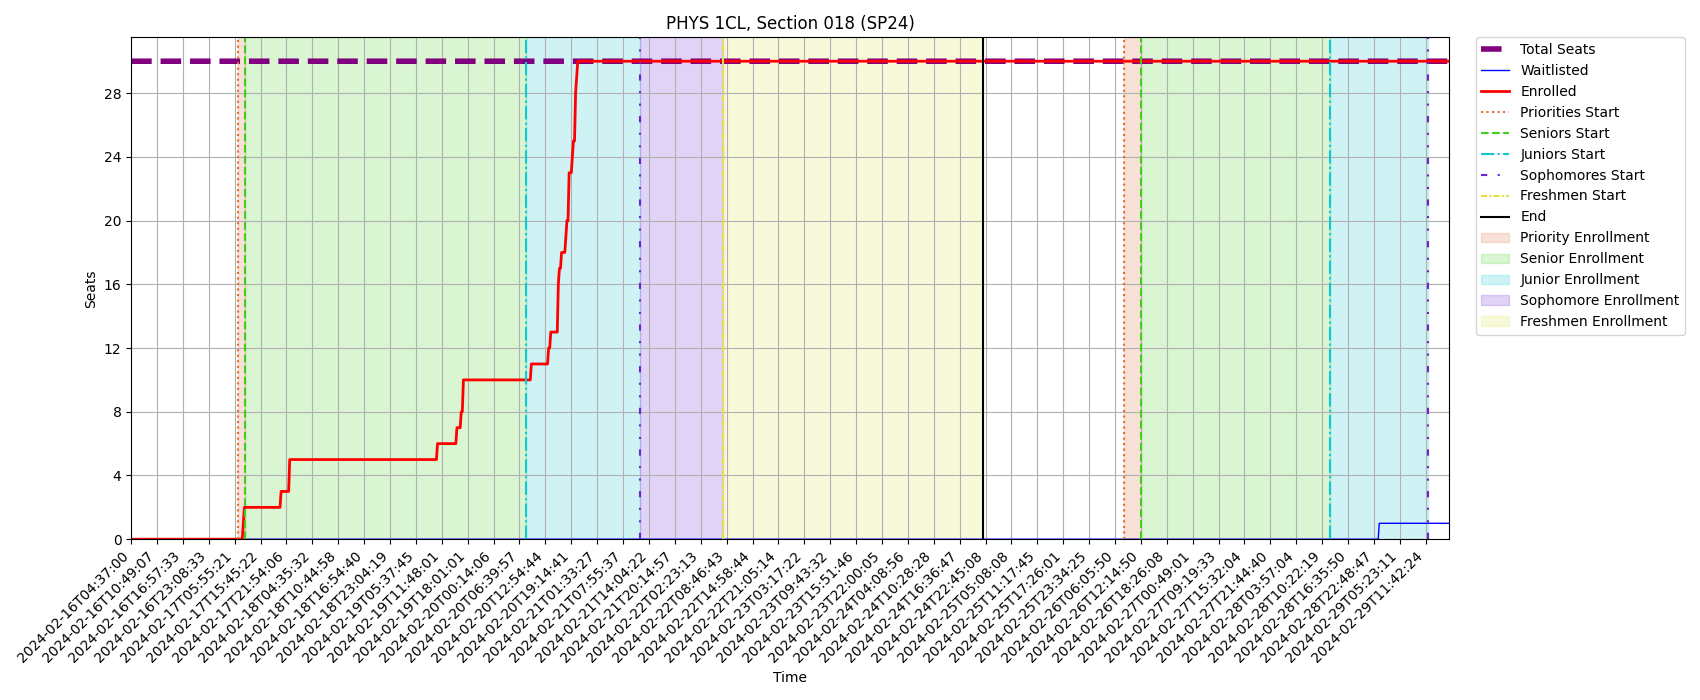 PHYS 1CL, Section 018 (SP24)
Total Seats
Waitlisted
Enrolled
Priorities Start
Seniors Start
Juniors Start
Sophomores Start
Freshmen Start
End
Priority Enrollment
Senior Enrollment
Junior Enrollment
Sophomore Enrollment
Freshmen Enrollment
Seats
28
24
20
16
12
8
4
0
2024-02-16T04:37:00
2024-02-16T10:49:07
2024-02-16T16:57:33
2024-02-16T23:08:33
2024-02-17T05:55:21
2024-02-17T15:45:22
2024-02-17T21:54:06
2024-02-18T04:35:32
2024-02-18T10:44:58
2024-02-18T16:54:40
2024-02-18T23:04:19
2024-02-19T05:37:45
2024-02-19T11:48:01
2024-02-19T18:01:01
2024-02-20T00:14:06
2024-02-20T06:39:57
2024-02-20T12:54:44
2024-02-20T19:14:41
2024-02-21T01:33:27
2024-02-21T07:55:37
2024-02-21T14:04:22
2024-02-21T20:14:57
2024-02-22T02:23:13
2024-02-22T08:46:43
2024-02-22T14:58:44
2024-02-22T21:05:14
2024-02-23T03:17:22
2024-02-23T09:43:32
2024-02-23T15:51:46
2024-02-23T22:00:05
2024-02-24T04:08:56
2024-02-24T10:28:28
2024-02-24T16:36:47
2024-02-24T22:45:08
2024-02-25T05:08:08
2024-02-25T11:17:45
2024-02-25T17:26:01
2024-02-25T23:34:25
2024-02-26T06:05:50
2024-02-26T12:14:50
2024-02-26T18:26:08
2024-02-27T00:49:01
2024-02-27T09:19:33
2024-02-27T15:32:04
2024-02-27T21:44:40
2024-02-28T03:57:04
2024-02-28T10:22:19
2024-02-28T16:35:50
2024-02-28T22:48:47
2024-02-29T05:23:11
2024-02-29T11:42:24
Time